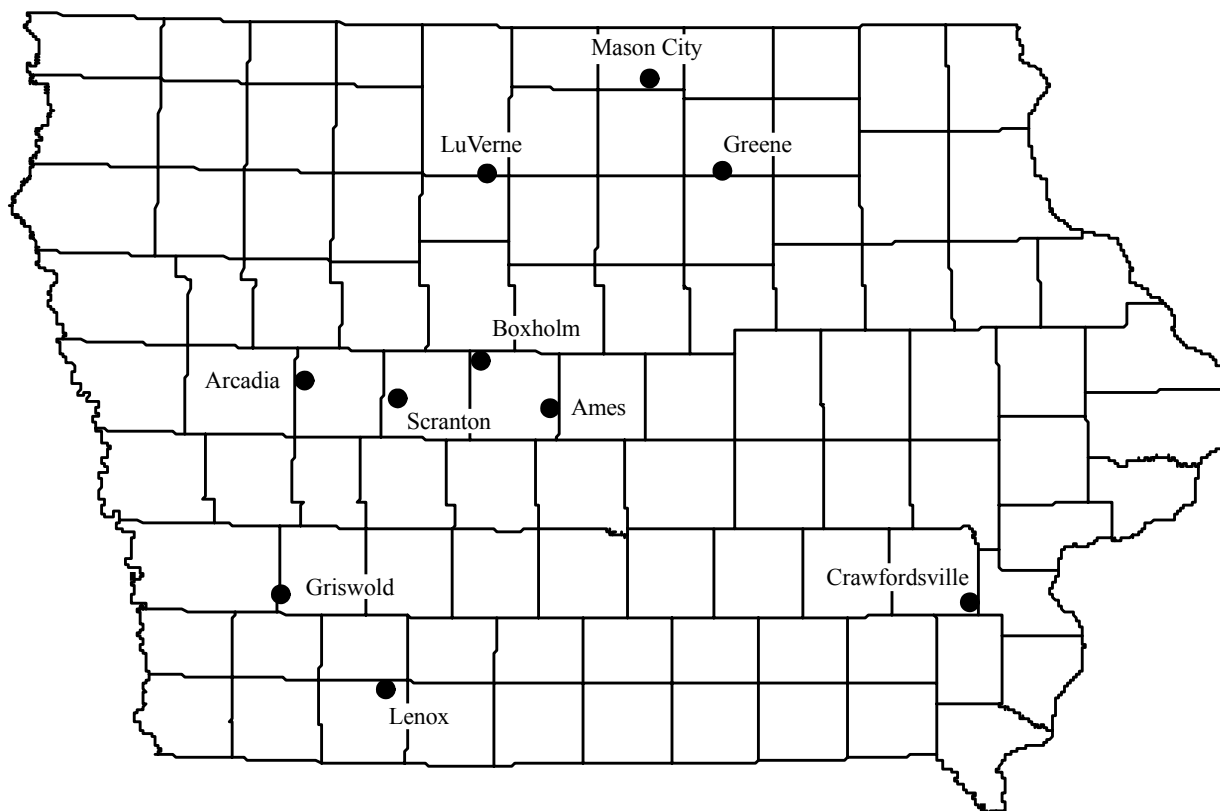 Mason City
LuVerne
Greene
Boxholm
Arcadia
Scranton
Ames
Griswold
Crawfordsville
Lenox